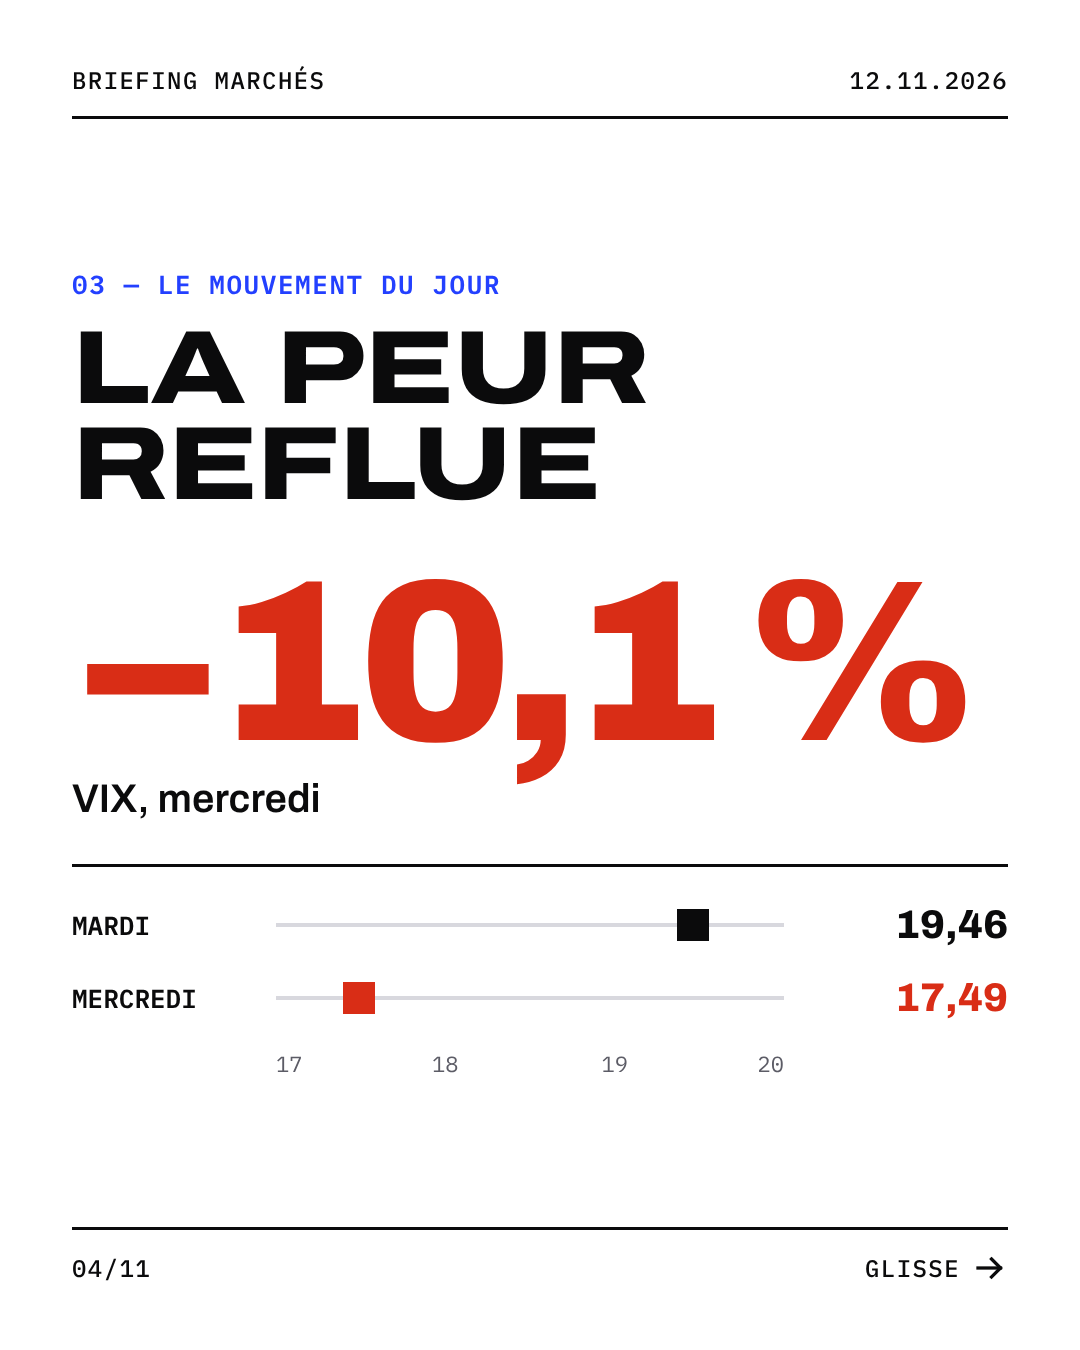 BRIEFING MARCHÉS 12.11.2026
03 — LE MOUVEMENT DU JOUR
LA PEUR
REFLUE
−10,1 %
VIX, mercredi
MARDI 19,46
MERCREDI 17,49
17 18 19 20
04/11 GLISSE →